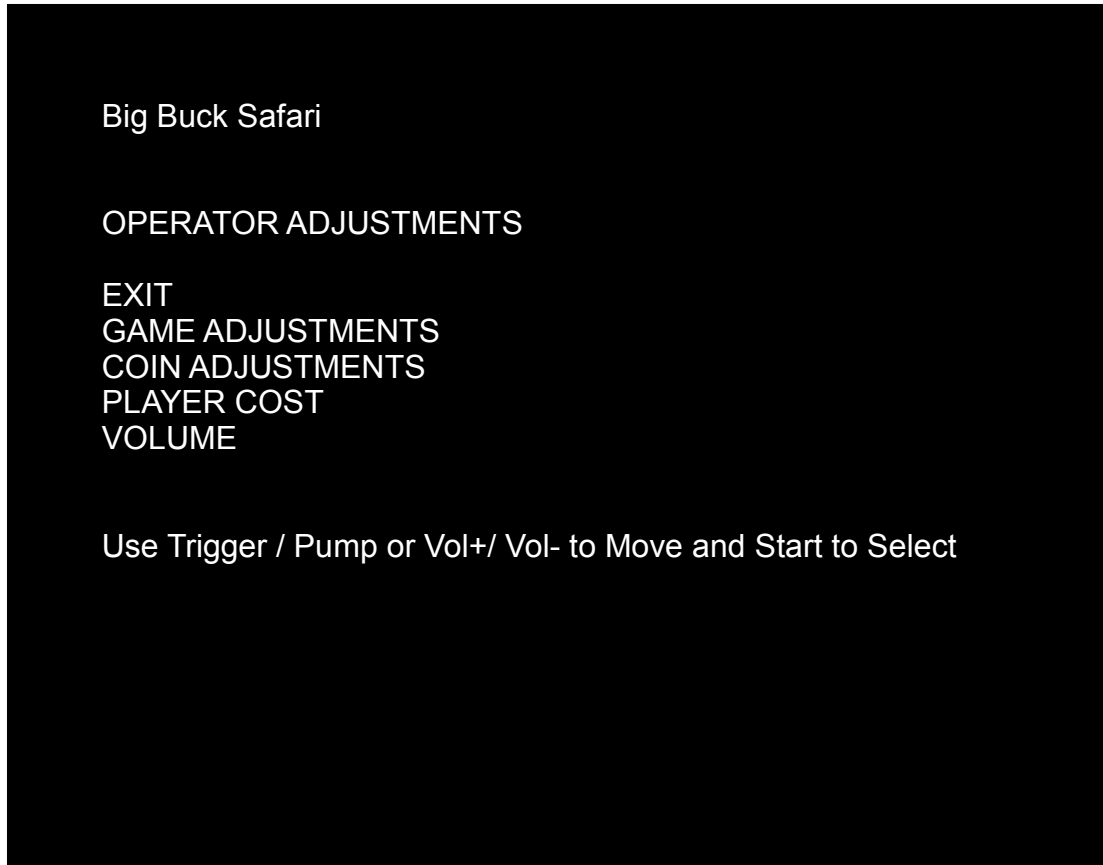 Big Buck Safari
OPERATOR ADJUSTMENTS
EXIT
GAME ADJUSTMENTS
COIN ADJUSTMENTS
PLAYER COST
VOLUME
Use Trigger / Pump or Vol+/ Vol- to Move and Start to Select